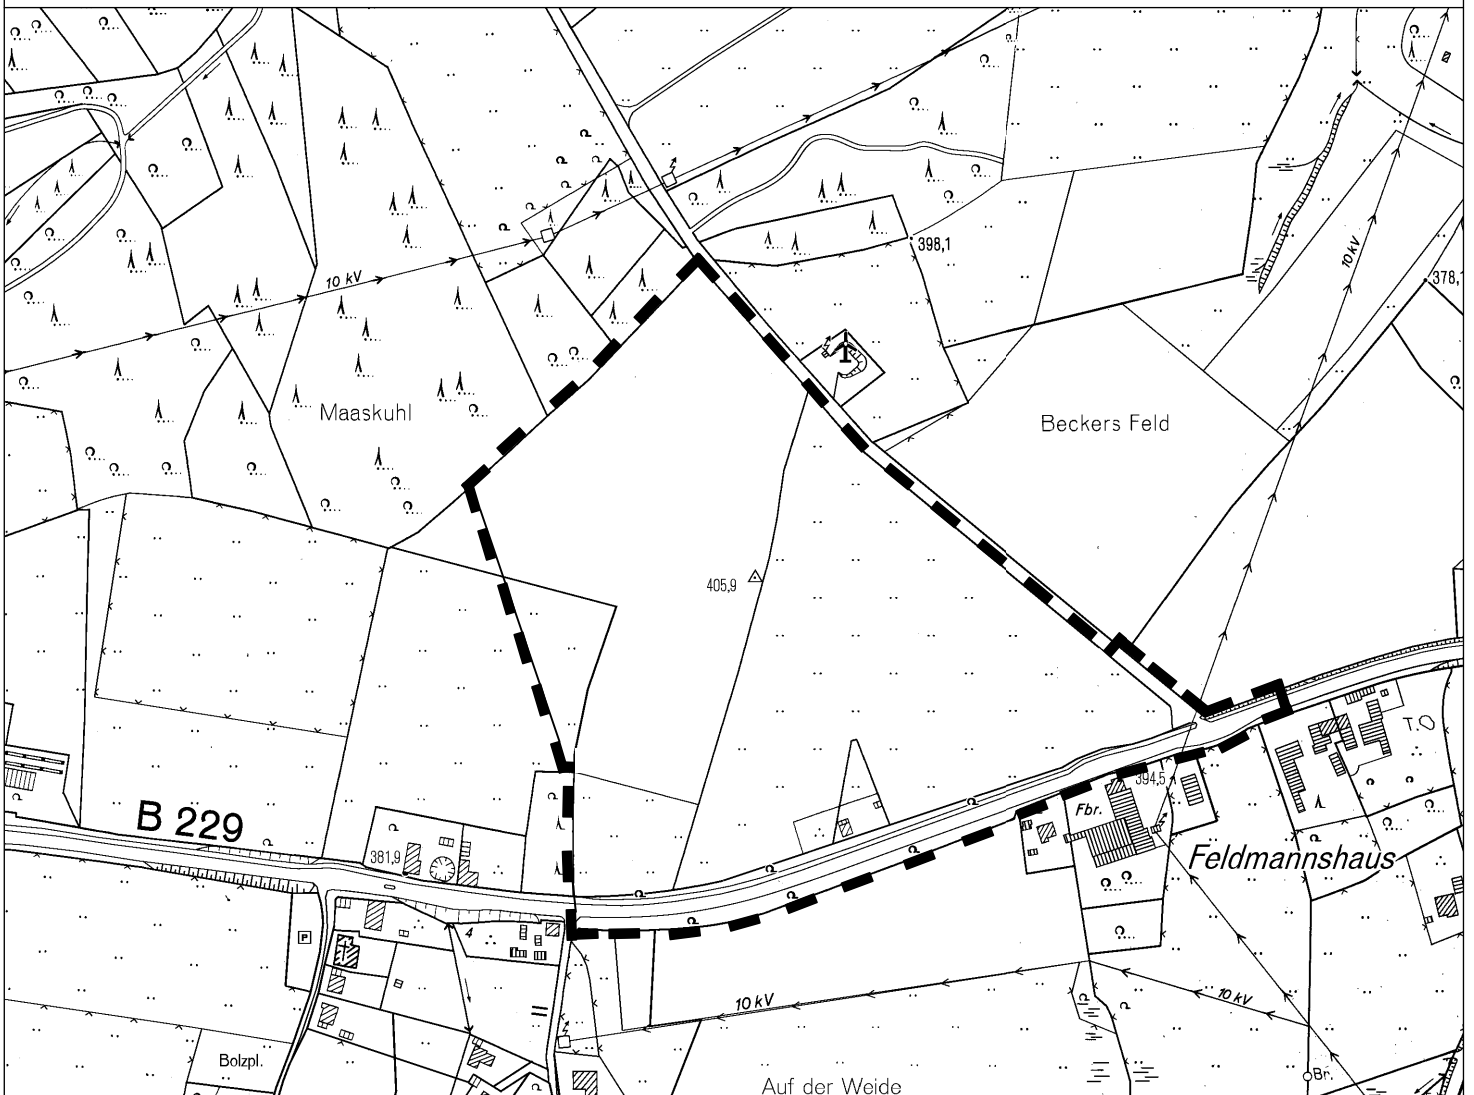 398,1
10 kV
378,
10 kV
Maaskuhl
Beckers Feld
405,9
T.O
394,5
B 229
Fbr.
381,9
Feldmannshaus
P
4
10 kV
10 kV
Bolzpl.
Auf der Weide
Br.